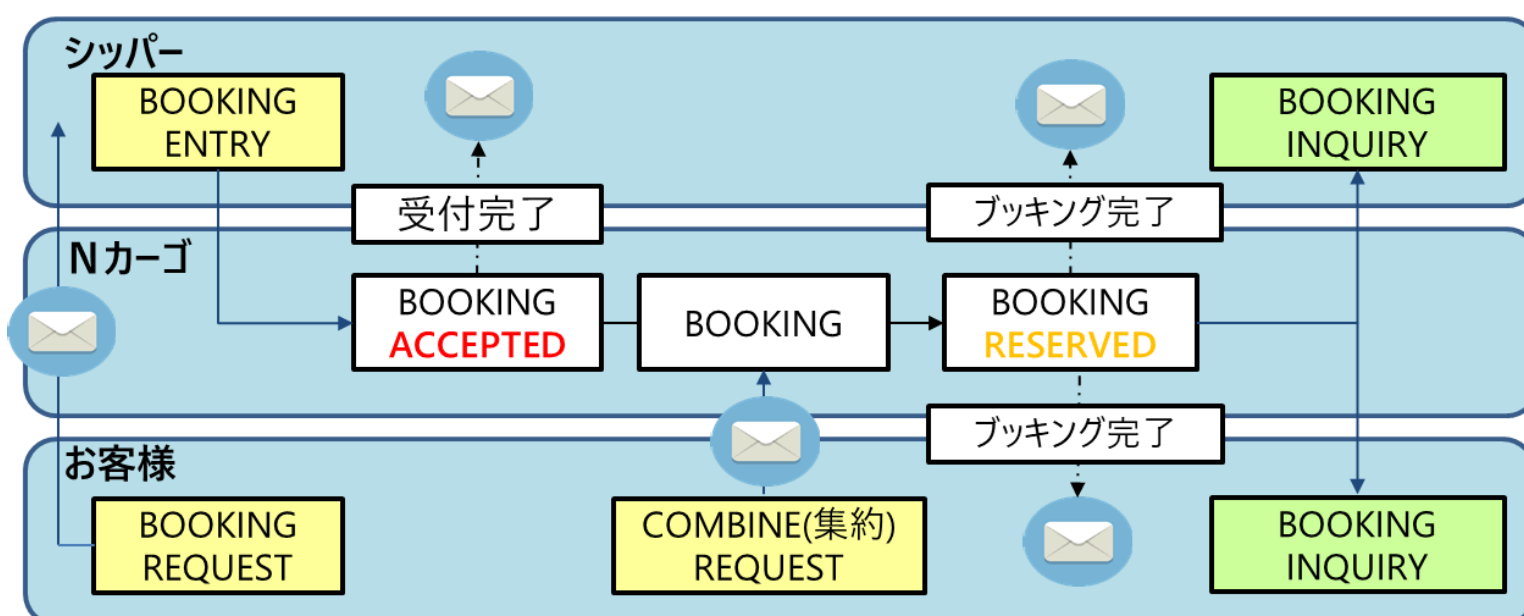 シッパー
BOOKING
ENTRY
BOOKING
INQUIRY
受付完了
ブッキング完了
Nカーゴ
BOOKING
ACCEPTED
BOOKING
BOOKING
RESERVED
ブッキング完了
お客様
BOOKING
REQUEST
COMBINE(集約)
REQUEST
BOOKING
INQUIRY